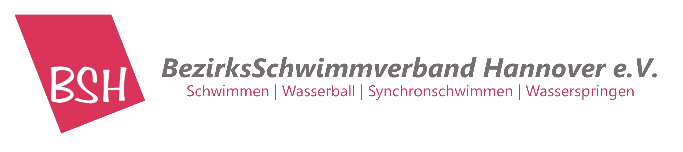 BSH
BezirksSchwimmverband Hannover e.V.
Schwimmen | Wasserball | Synchronschwimmen | Wasserspringen